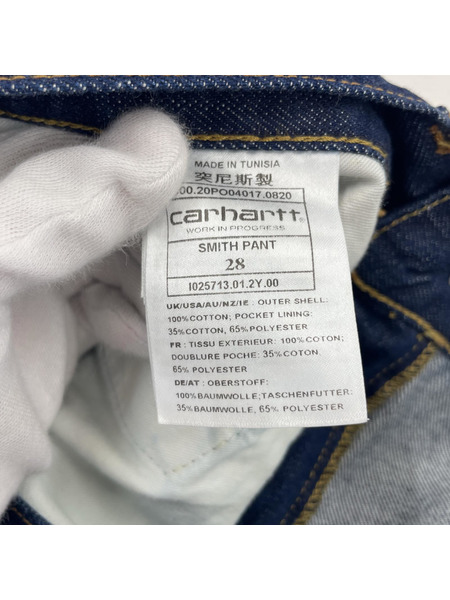 MADE IN TUNISIA
突尼斯製
00.20PO04017.0820
carhartt
WORK IN PROGRESS
SMITH PANT
28
I025713.01.2Y.00
UK/USA/AU/NZ/IE : OUTER SHELL:
100%COTTON; POCKET LINING:
35%COTTON, 65%POLYESTER
FR : TISSU EXTERIEUR: 100%COTON;
DOUBLURE POCHE: 35%COTON,
65% POLYESTER
DE/AT : OBERSTOFF:
100%BAUMWOLLE;TASCHENFUTTER:
35%BAUMWOLLE, 65% POLYESTER